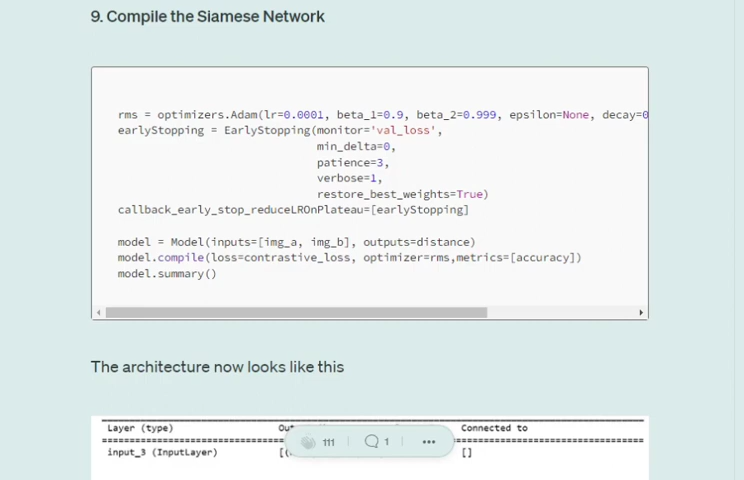 9. Compile the Siamese Network
rms = optimizers.Adam(lr=0.0001, beta_1=0.9, beta_2=0.999, epsilon=None, decay=0
earlyStopping = EarlyStopping(monitor='val_loss',
min_delta=0,
patience=3,
verbose=1,
restore_best_weights=True)
callback_early_stop_reduceLROnPlateau=[earlyStopping]
model = Model(inputs=[img_a, img_b], outputs=distance)
model.compile(loss=contrastive_loss, optimizer=rms,metrics=[accuracy])
model.summary()
The architecture now looks like this
Layer (type) Connected to
111 1
input_3 (InputLayer) []